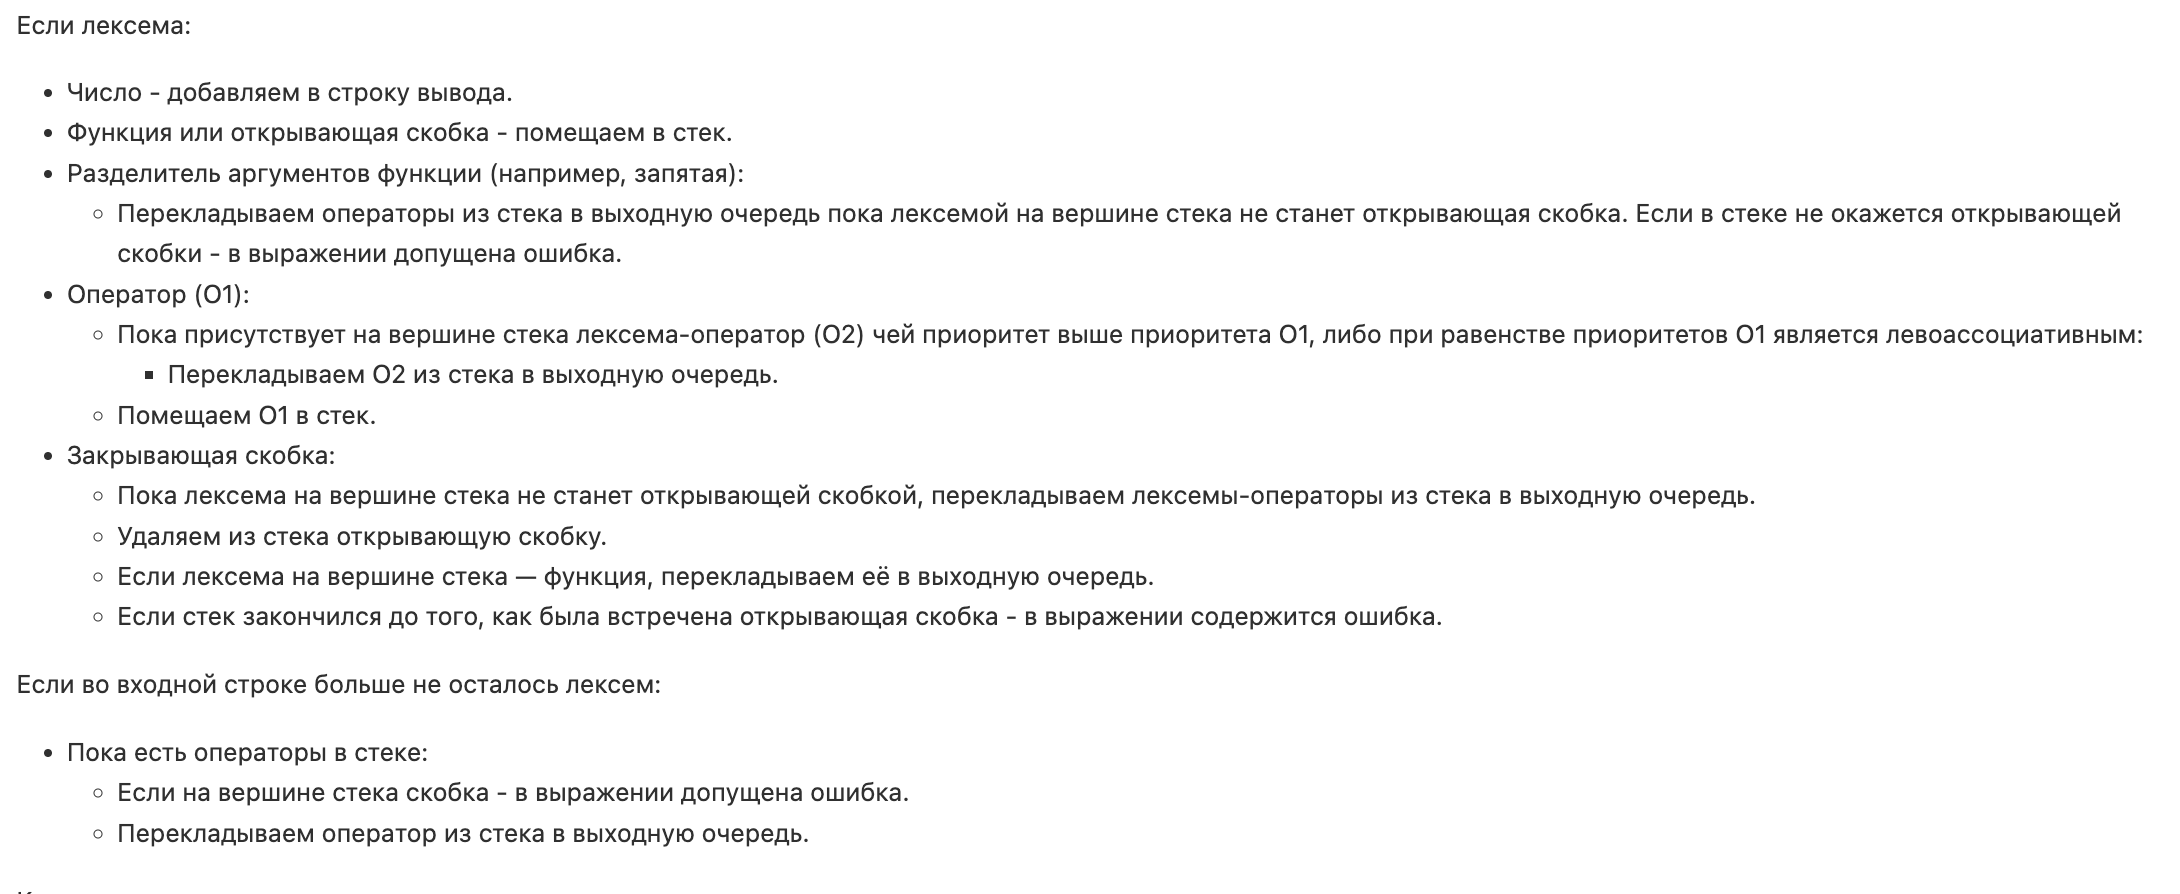 Если лексема:
Число - добавляем в строку вывода.
Функция или открывающая скобка - помещаем в стек.
Разделитель аргументов функции (например, запятая):
Перекладываем операторы из стека в выходную очередь пока лексемой на вершине стека не станет открывающая скобка. Если в стеке не окажется открывающей
скобки - в выражении допущена ошибка.
Оператор (O1):
Пока присутствует на вершине стека лексема-оператор (O2) чей приоритет выше приоритета O1, либо при равенстве приоритетов O1 является левоассоциативным:
Перекладываем O2 из стека в выходную очередь.
Помещаем O1 в стек.
Закрывающая скобка:
Пока лексема на вершине стека не станет открывающей скобкой, перекладываем лексемы-операторы из стека в выходную очередь.
Удаляем из стека открывающую скобку.
Если лексема на вершине стека — функция, перекладываем её в выходную очередь.
Если стек закончился до того, как была встречена открывающая скобка - в выражении содержится ошибка.
Если во входной строке больше не осталось лексем:
Пока есть операторы в стеке:
Если на вершине стека скобка - в выражении допущена ошибка.
Перекладываем оператор из стека в выходную очередь.